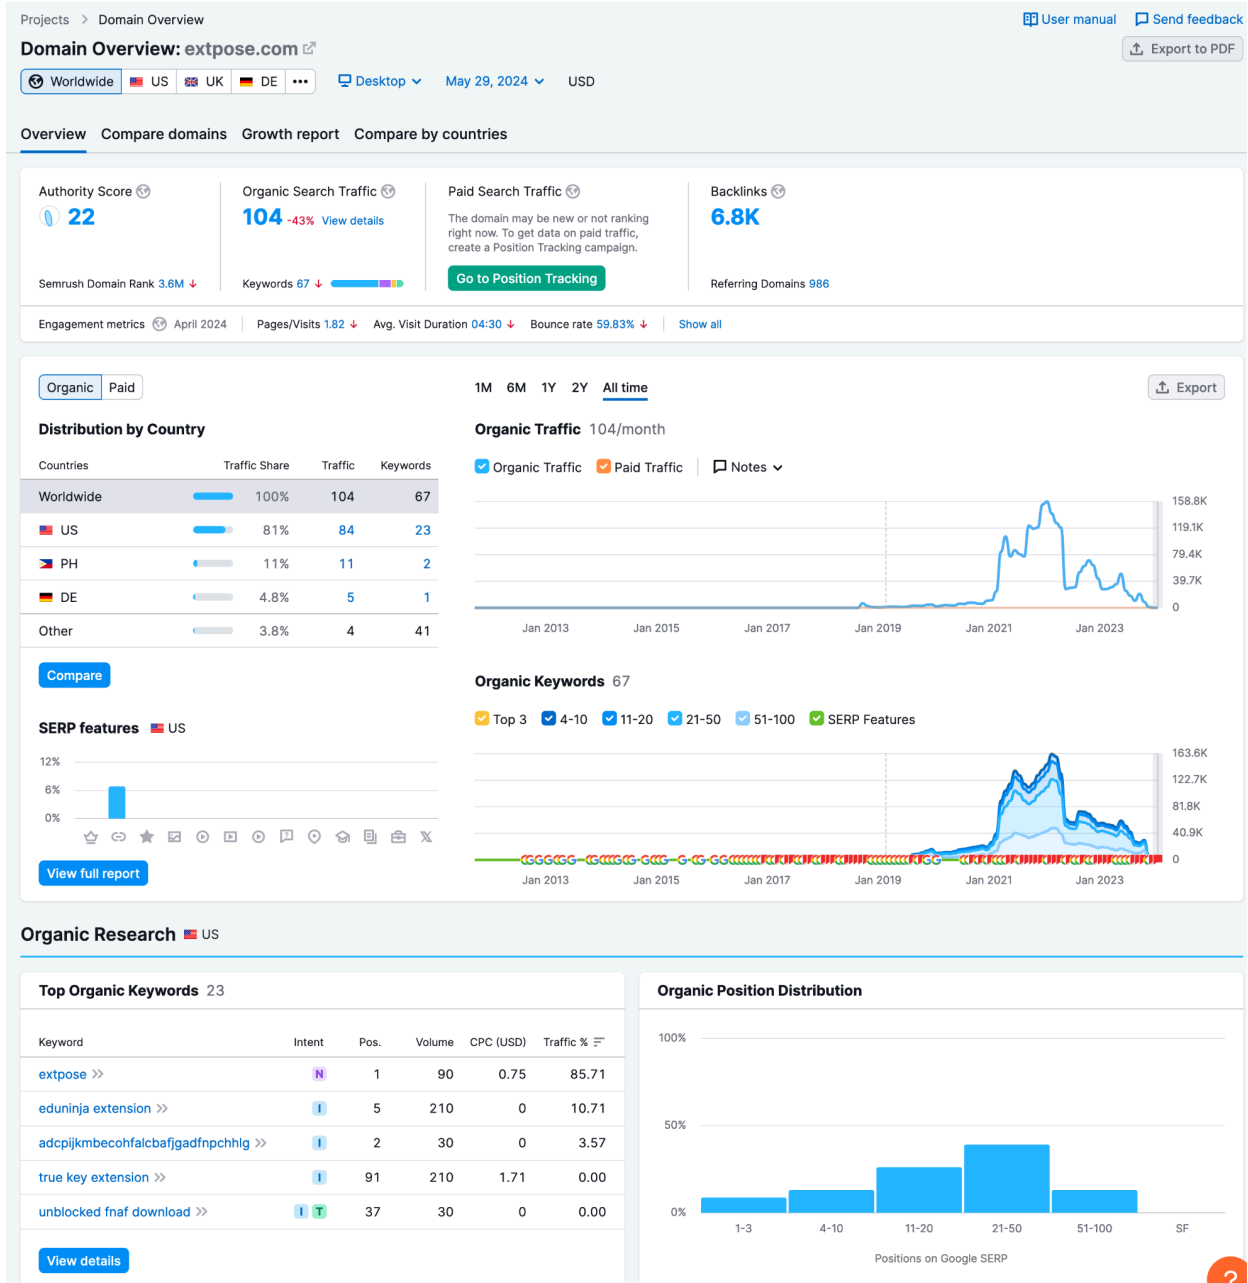 Projects > Domain Overview
User manual Send feedback
Domain Overview: extpose.com
Export to PDF
Worldwide US UK DE ••• Desktop May 29, 2024 USD
Overview Compare domains Growth report Compare by countries
Authority Score Organic Search Traffic Paid Search Traffic Backlinks
22
104 -43% View details
The domain may be new or not ranking
right now. To get data on paid traffic,
create a Position Tracking campaign.
6.8K
Go to Position Tracking
Semrush Domain Rank 3.6M ↓ Keywords 67 ↓ Referring Domains 986
Engagement metrics April 2024 Pages/Visits 1.82 ↓ Avg. Visit Duration 04:30 ↓ Bounce rate 59.83% ↓ Show all
Organic Paid
Distribution by Country
Countries Traffic Share Traffic Keywords
Worldwide 100% 104 67
US 81% 84 23
PH 11% 11 2
DE 4.8% 5 1
Other 3.8% 4 41
Compare
SERP features US
12%
6%
0%
View full report
1M 6M 1Y 2Y All time
Export
Organic Traffic 104/month
Organic Traffic Paid Traffic Notes
158.8K
119.1K
79.4K
39.7K
0
Jan 2013 Jan 2015 Jan 2017 Jan 2019 Jan 2021 Jan 2023
Organic Keywords 67
Top 3 4-10 11-20 21-50 51-100 SERP Features
163.6K
122.7K
81.8K
40.9K
0
Jan 2013 Jan 2015 Jan 2017 Jan 2019 Jan 2021 Jan 2023
Organic Research US
Top Organic Keywords 23
Keyword Intent Pos. Volume CPC (USD) Traffic %
extpose N 1 90 0.75 85.71
eduninja extension I 5 210 0 10.71
adcpijkmbecohfalcbafjgadfnpchhlg I 2 30 0 3.57
true key extension I 91 210 1.71 0.00
unblocked fnaf download I T 37 30 0 0.00
View details
Organic Position Distribution
100%
50%
0%
1-3 4-10 11-20 21-50 51-100 SF
Positions on Google SERP
?